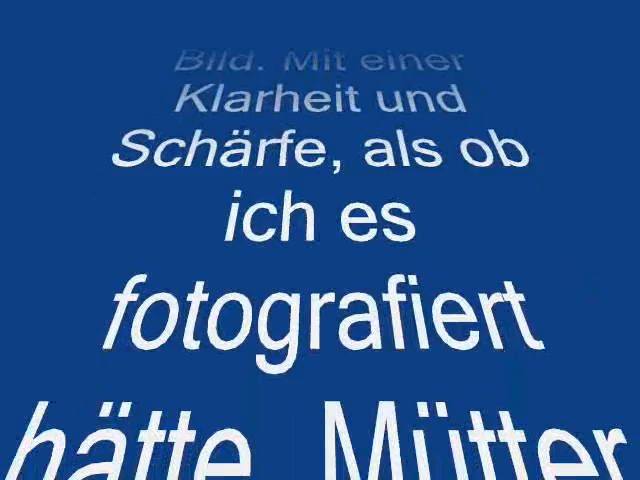 Bild. Mit einer
Klarheit und
Schärfe, als ob
ich es
fotografiert
hätte. Mütter